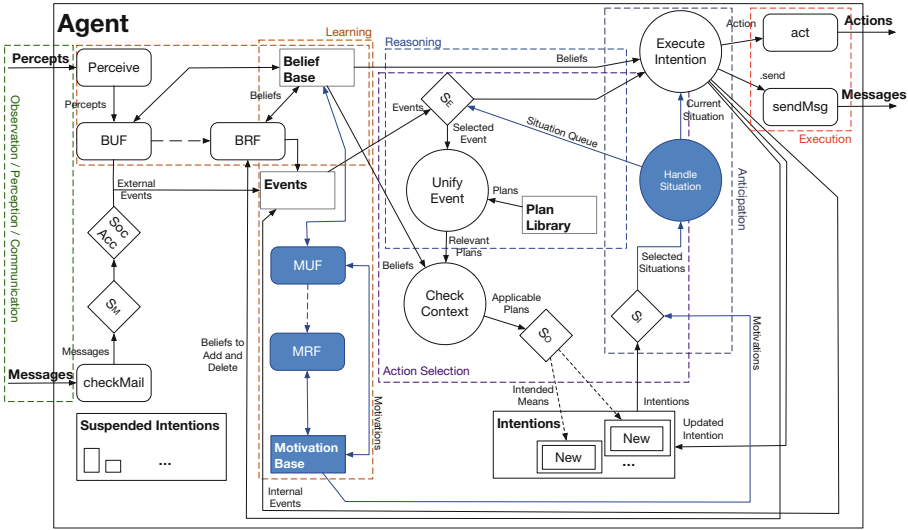 Agent
Learning
Reasoning
Action
Actions
Percepts
Perceive
Belief
Base
Beliefs
Execute
Intention
act
.send
Percepts
Beliefs
Events
SE
Situation Queue
Current
Situation
sendMsg
Messages
Execution
BUF
BRF
Selected
Event
External
Events
Events
Unify
Event
Plans
Plan
Library
Handle
Situation
Anticipation
Observation / Perception / Communication
Soc
Acc
MUF
Beliefs
Relevant
Plans
Selected
Situations
SM
Check
Context
Applicable
Plans
SO
SI
Motivations
Messages
checkMail
Beliefs to
Add and
Delete
MRF
Action Selection
Intended
Means
Intentions
Motivations
Suspended Intentions
...
Motivation
Base
Intentions
New
New
...
Updated
Intention
Internal
Events
Messages